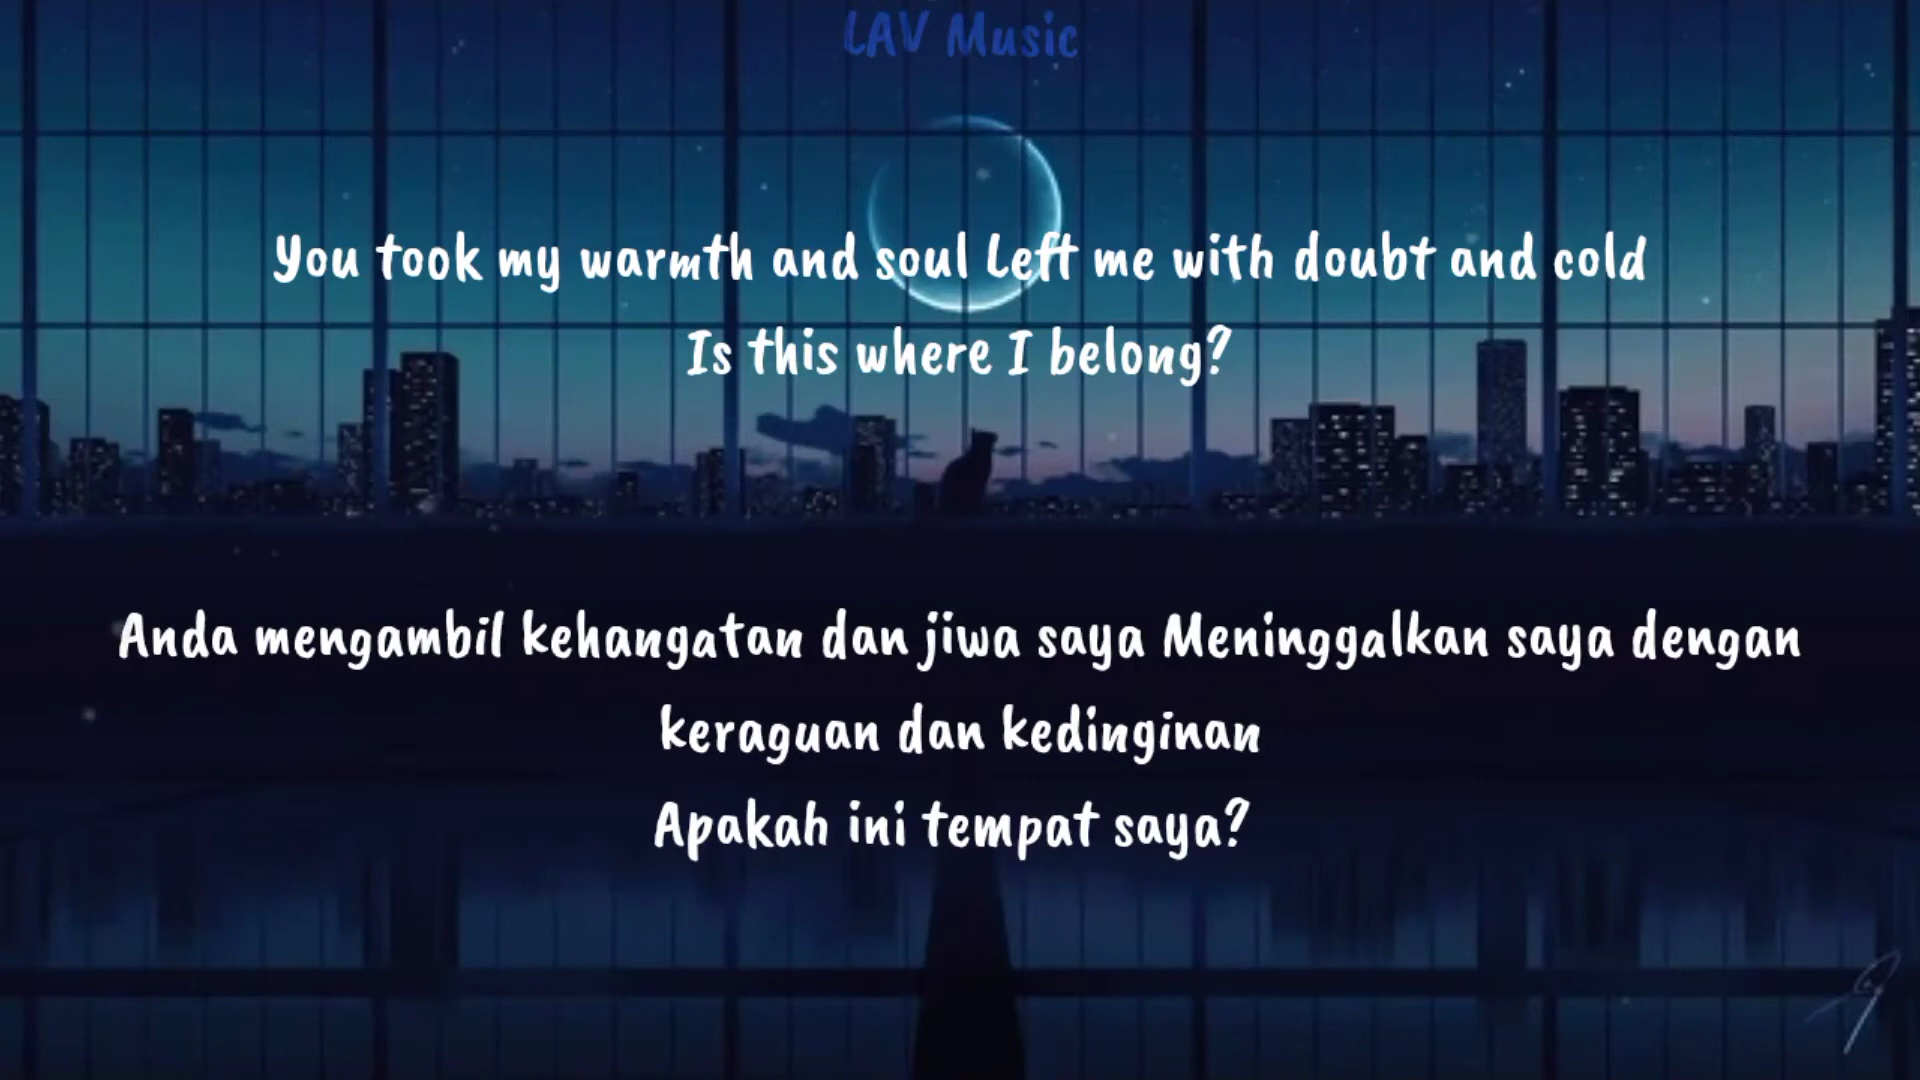 LAV Music
You took my warmth and soul Left me with doubt and cold
Is this where I belong?
Anda mengambil kehangatan dan jiwa saya Meninggalkan saya dengan
keraguan dan kedinginan
Apakah ini tempat saya?